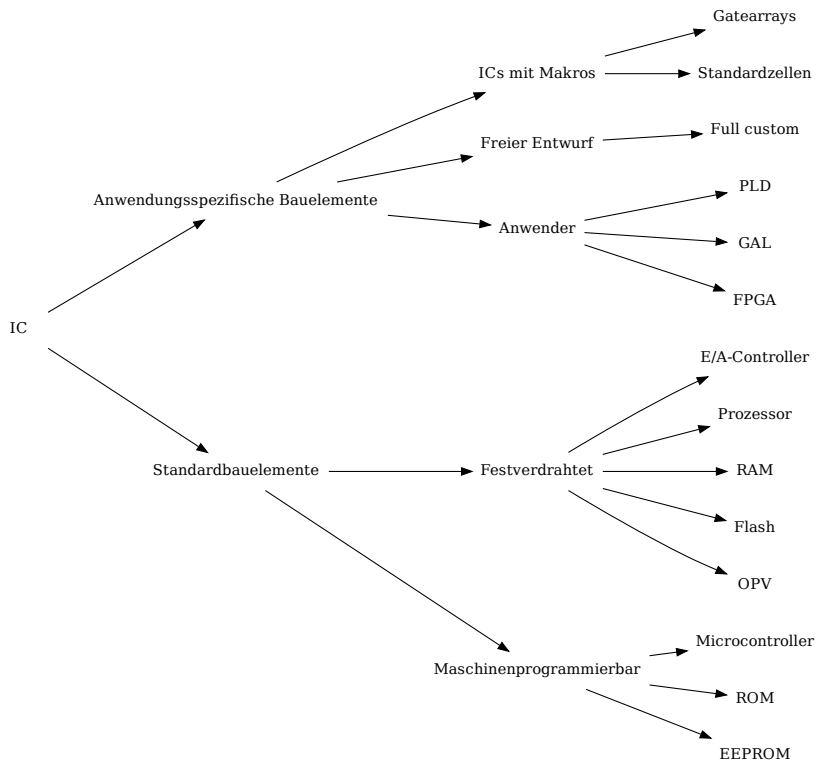 Gatearrays
ICs mit Makros
Standardzellen
Full custom
Freier Entwurf
PLD
Anwendungsspezifische Bauelemente
Anwender
GAL
FPGA
IC
E/A-Controller
Prozessor
Standardbauelemente
Festverdrahtet
RAM
Flash
OPV
Microcontroller
Maschinenprogrammierbar
ROM
EEPROM